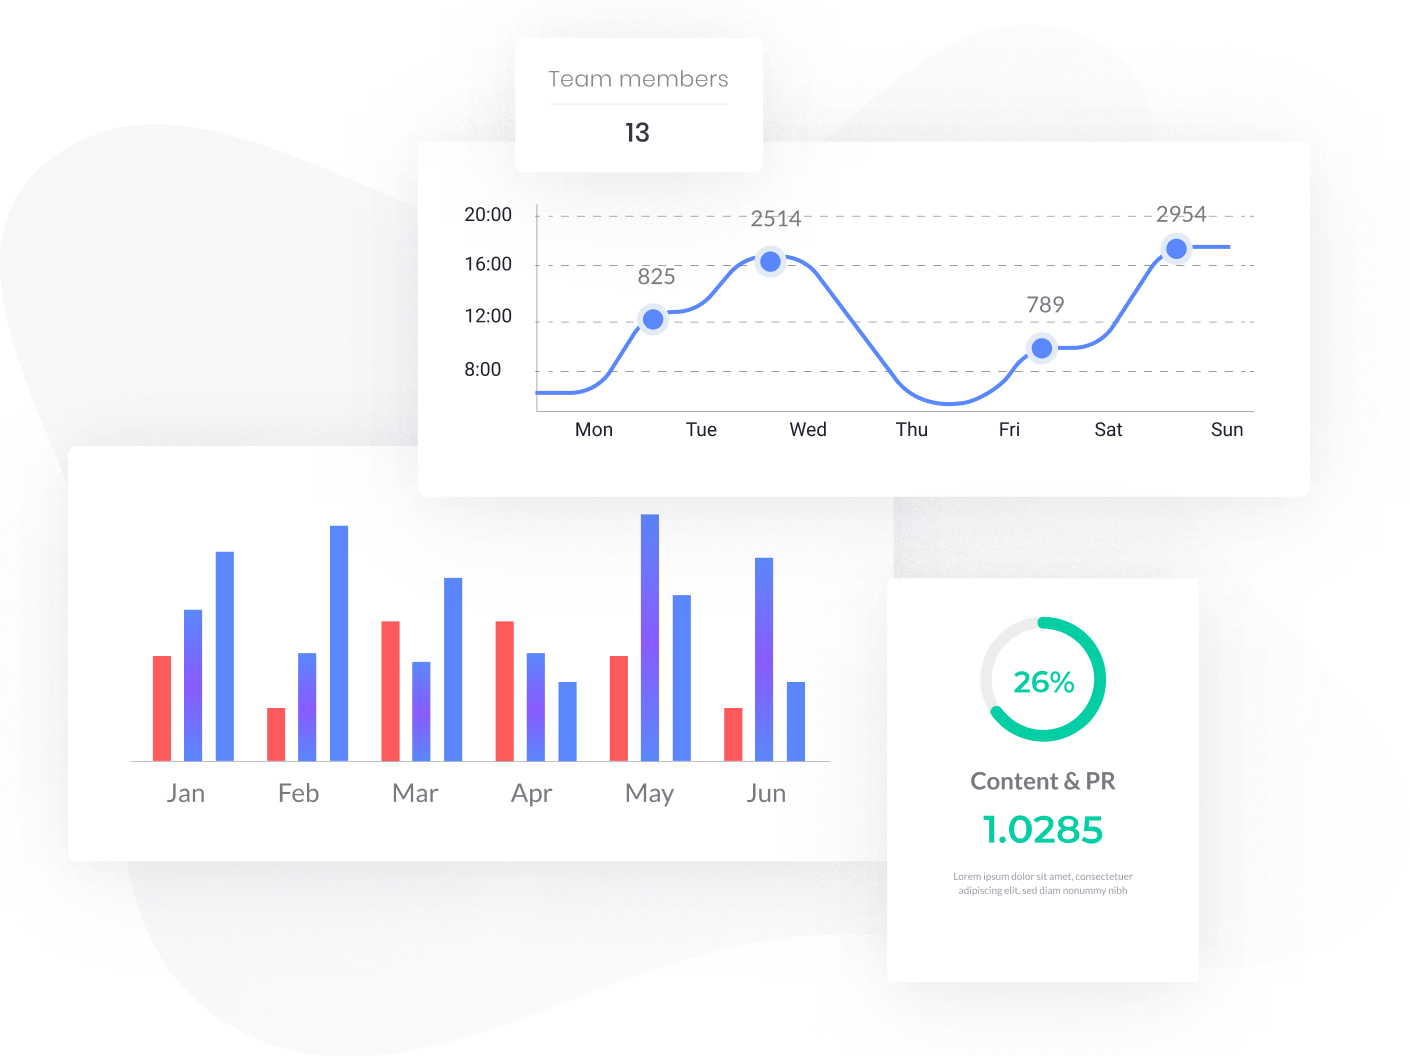 Team members
13
20:00
16:00
12:00
8:00
825
2514
789
2954
Mon Tue Wed Thu Fri Sat Sun
Jan Feb Mar Apr May Jun
26%
Content & PR
1.0285
Lorem ipsum dolor sit amet, consectetuer
adipiscing elit, sed diam nonummy nibh